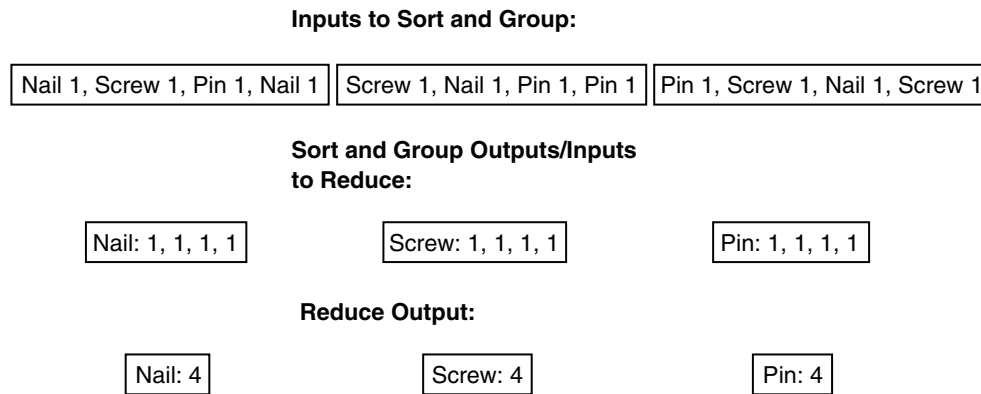 Inputs to Sort and Group:
Nail 1, Screw 1, Pin 1, Nail 1
Screw 1, Nail 1, Pin 1, Pin 1
Pin 1, Screw 1, Nail 1, Screw 1
Sort and Group Outputs/Inputs
to Reduce:
Nail: 1, 1, 1, 1
Screw: 1, 1, 1, 1
Pin: 1, 1, 1, 1
Reduce Output:
Nail: 4
Screw: 4
Pin: 4